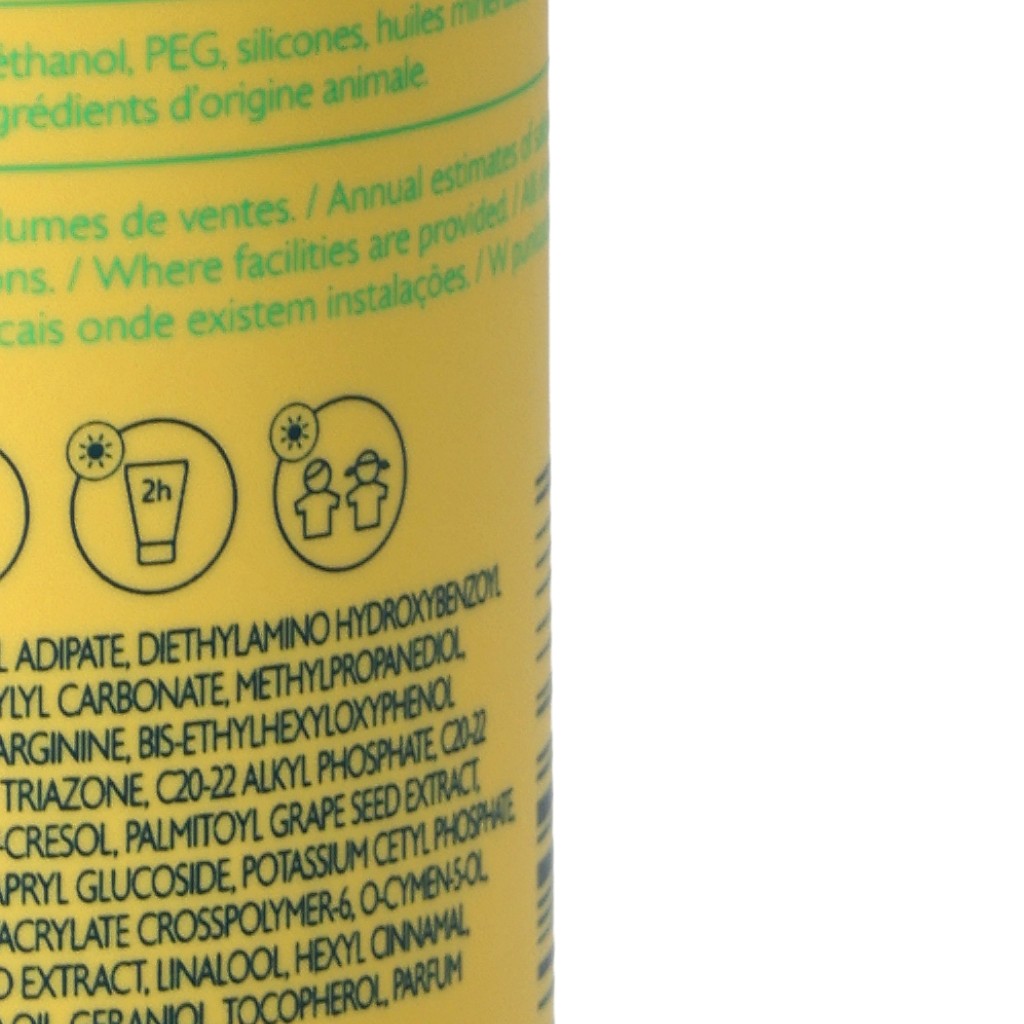 éthanol, PEG, silicones, huiles
grédients d'origine animale.
lumes de ventes. / Annual estimates of
ons. / Where facilities are provided. /
cais onde existem instalações. / W
2h
L ADIPATE, DIETHYLAMINO HYDROXYBENZOYL
YLYL CARBONATE, METHYLPROPANEDIOL,
ARGININE, BIS-ETHYLHEXYLOXYPHENOL
TRIAZONE, C20-22 ALKYL PHOSPHATE, C20-22
-CRESOL, PALMITOYL GRAPE SEED EXTRACT,
APRYL GLUCOSIDE, POTASSIUM CETYL PHOSPHATE
ACRYLATE CROSSPOLYMER-6, O-CYMEN-5-OL,
D EXTRACT, LINALOOL, HEXYL CINNAMAL,
OIL, GERANIOL, TOCOPHEROL, PARFUM